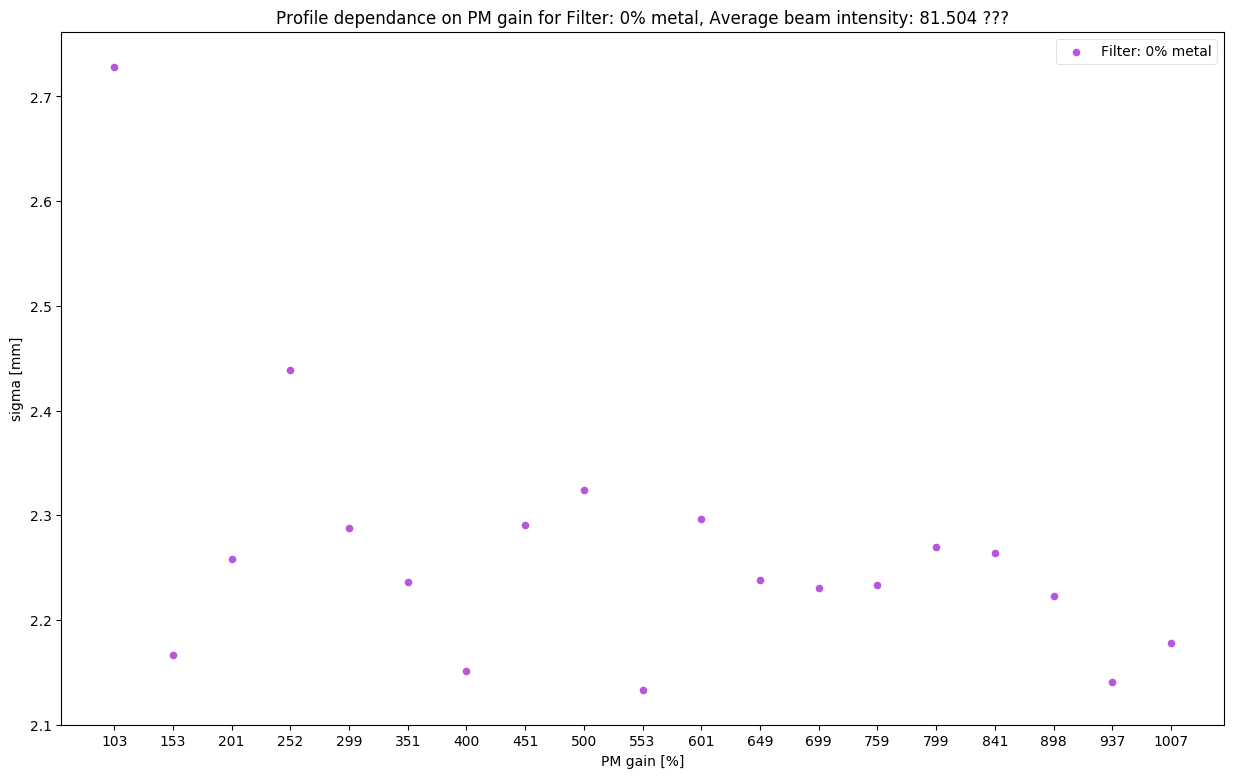 Profile dependance on PM gain for Filter: 0% metal, Average beam intensity: 81.504 ???
Filter: 0% metal
2.7
2.6
2.5
2.4
2.3
2.2
2.1
sigma [mm]
103 153 201 252 299 351 400 451 500 553 601 649 699 759 799 841 898 937 1007
PM gain [%]